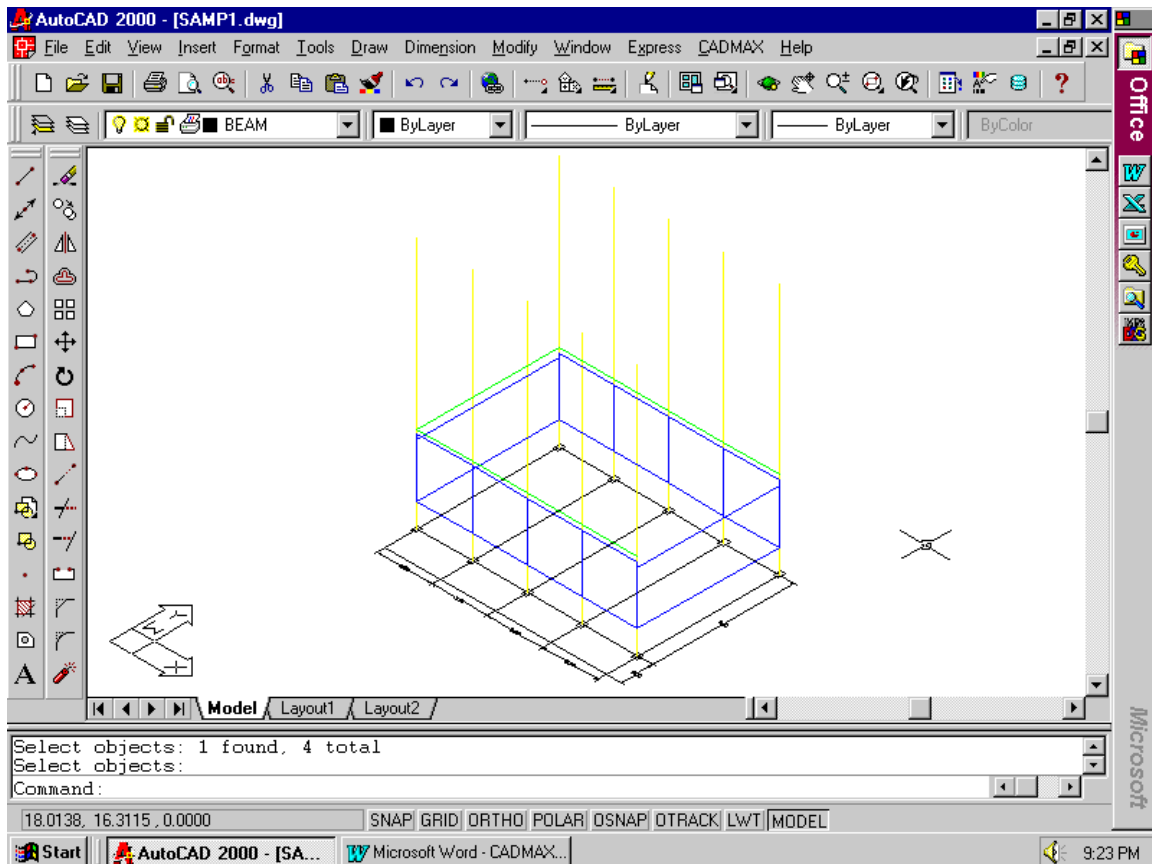 AutoCAD 2000 - [SAMP1.dwg]
File Edit View Insert Format Tools Draw Dimension Modify Window Express CADMAX Help
BEAM ByLayer ByLayer ByLayer ByColor
Office
A
Model Layout1 Layout2
Select objects: 1 found, 4 total
Select objects:
Command:
18.0138, 16.3115 , 0.0000 SNAP GRID ORTHO POLAR OSNAP OTRACK LWT MODEL
Microsoft
Start AutoCAD 2000 - [SA... Microsoft Word - CADMAX... 9:23 PM